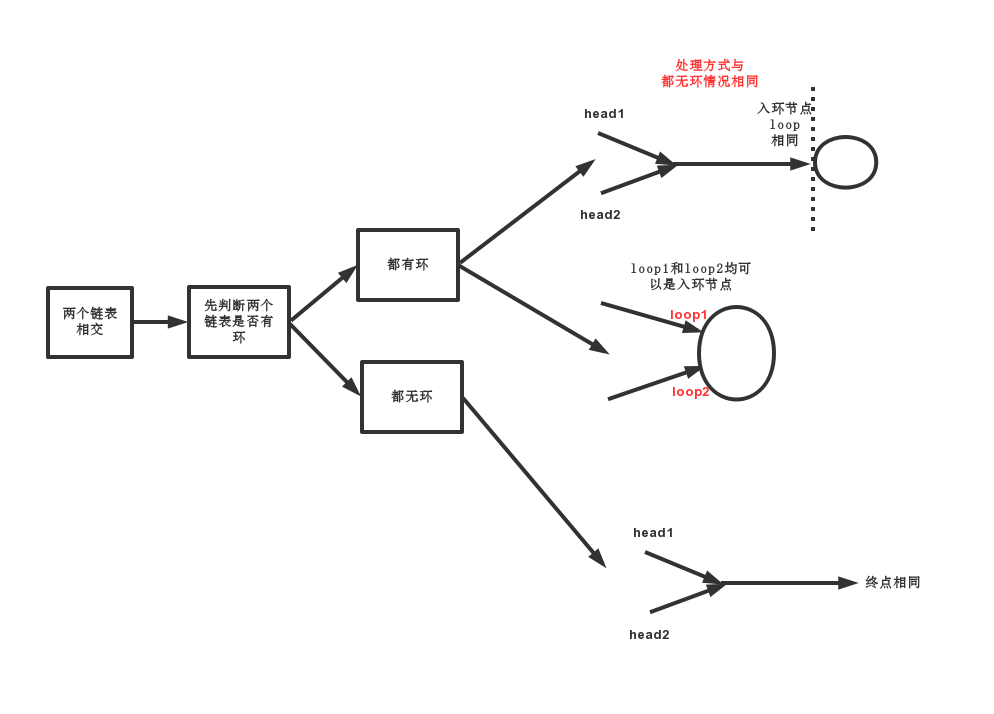 处理方式与
都无环情况相同
head1
入环节点
loop
相同
head2
都有环
loop1和loop2均可
以是入环节点
两个链表
相交
先判断两个
链表是否有
环
loop1
loop2
都无环
head1
终点相同
head2